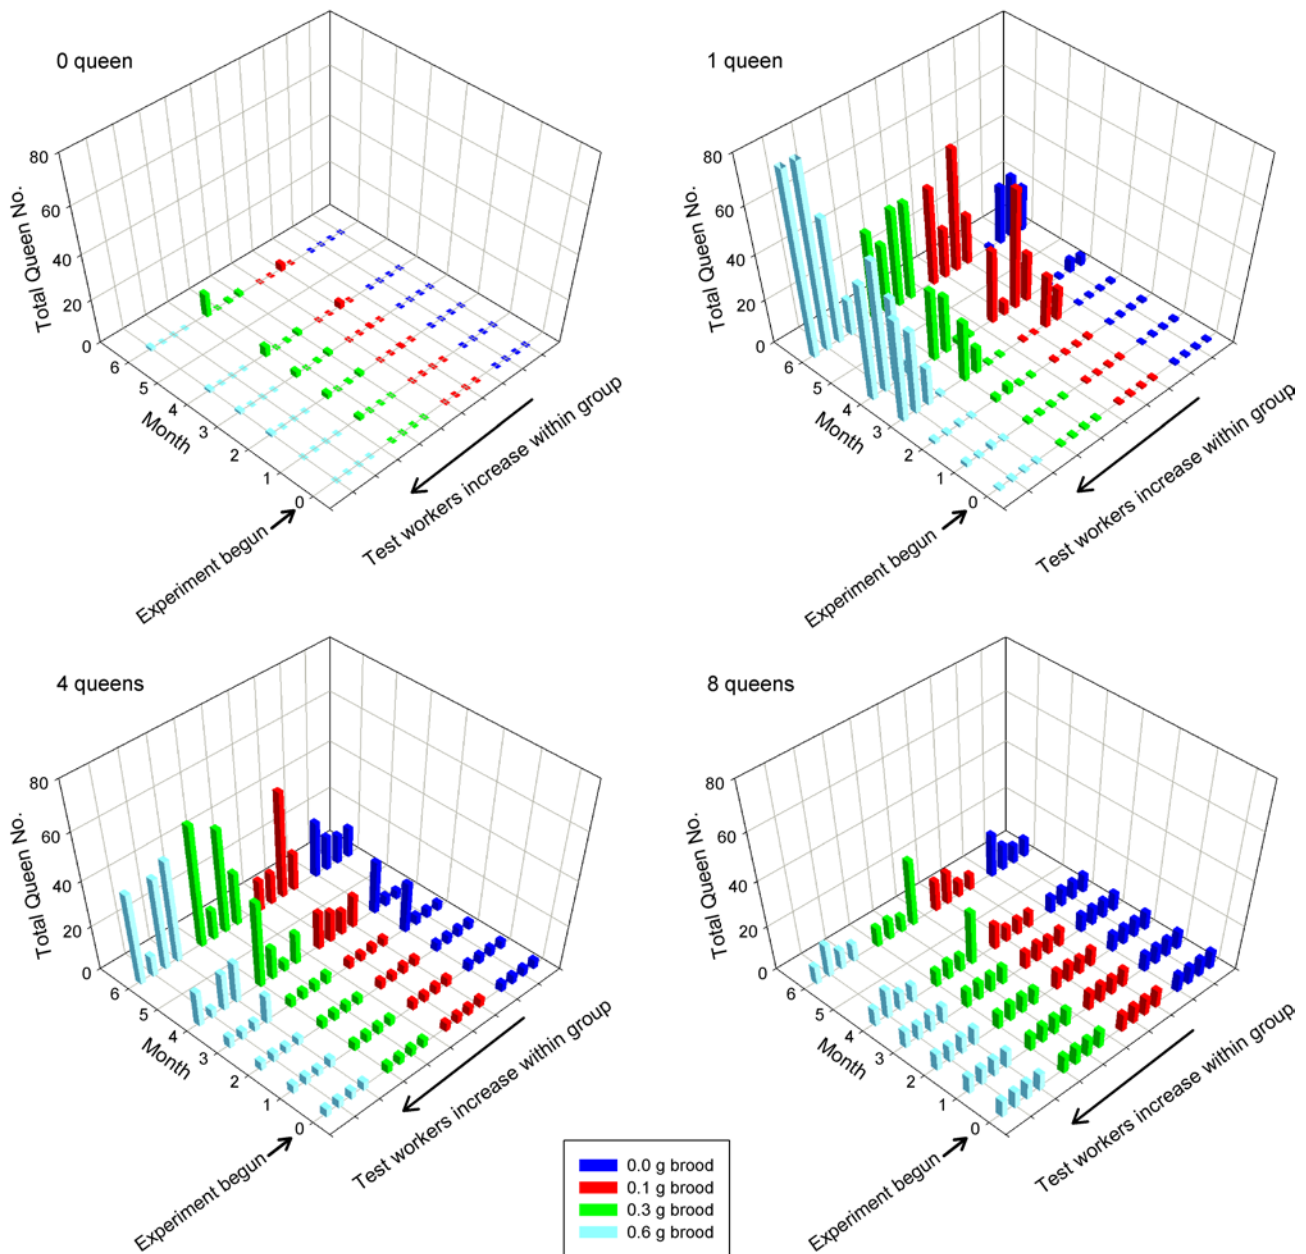 0 queen
80
60
40
20
0
Total Queen No.
6
5
4
3
2
1
0
Month
Experiment begun
Test workers increase within group
1 queen
80
60
40
20
0
Total Queen No.
6
5
4
3
2
1
0
Month
Experiment begun
Test workers increase within group
4 queens
80
60
40
20
0
Total Queen No.
6
5
4
3
2
1
0
Month
Experiment begun
Test workers increase within group
8 queens
80
60
40
20
0
Total Queen No.
6
5
4
3
2
1
0
Month
Experiment begun
Test workers increase within group
0.0 g brood
0.1 g brood
0.3 g brood
0.6 g brood